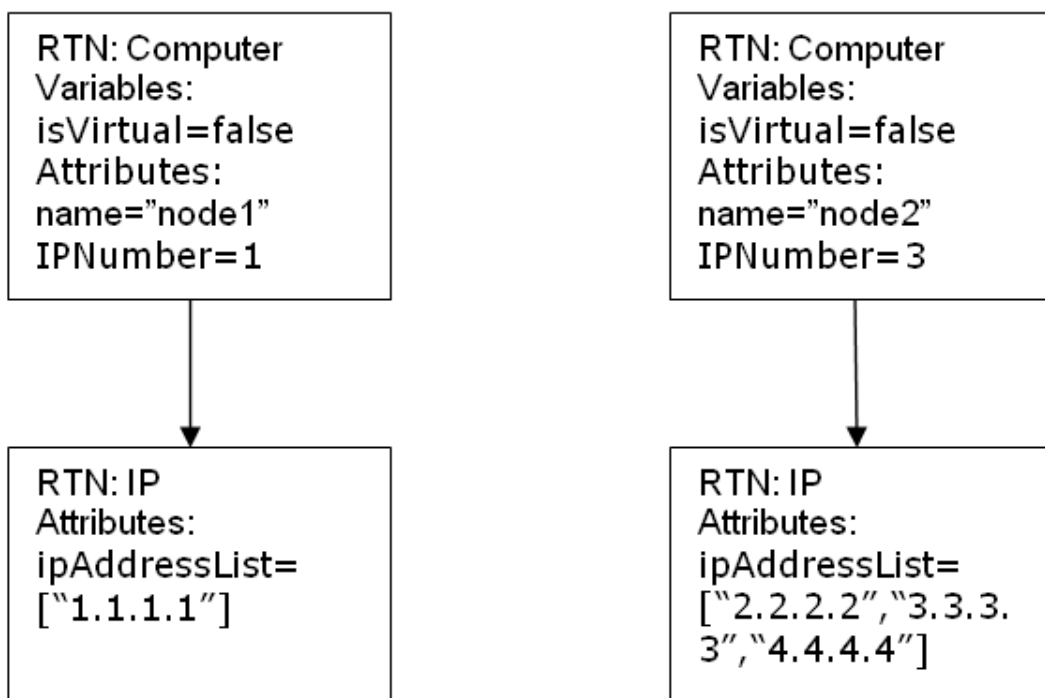 RTN: Computer
Variables:
isVirtual=false
Attributes:
name=”node1”
IPNumber=1
RTN: Computer
Variables:
isVirtual=false
Attributes:
name=”node2”
IPNumber=3
RTN: IP
Attributes:
ipAddressList=
[“1.1.1.1”]
RTN: IP
Attributes:
ipAddressList=
[“2.2.2.2”,“3.3.3.
3”,“4.4.4.4”]